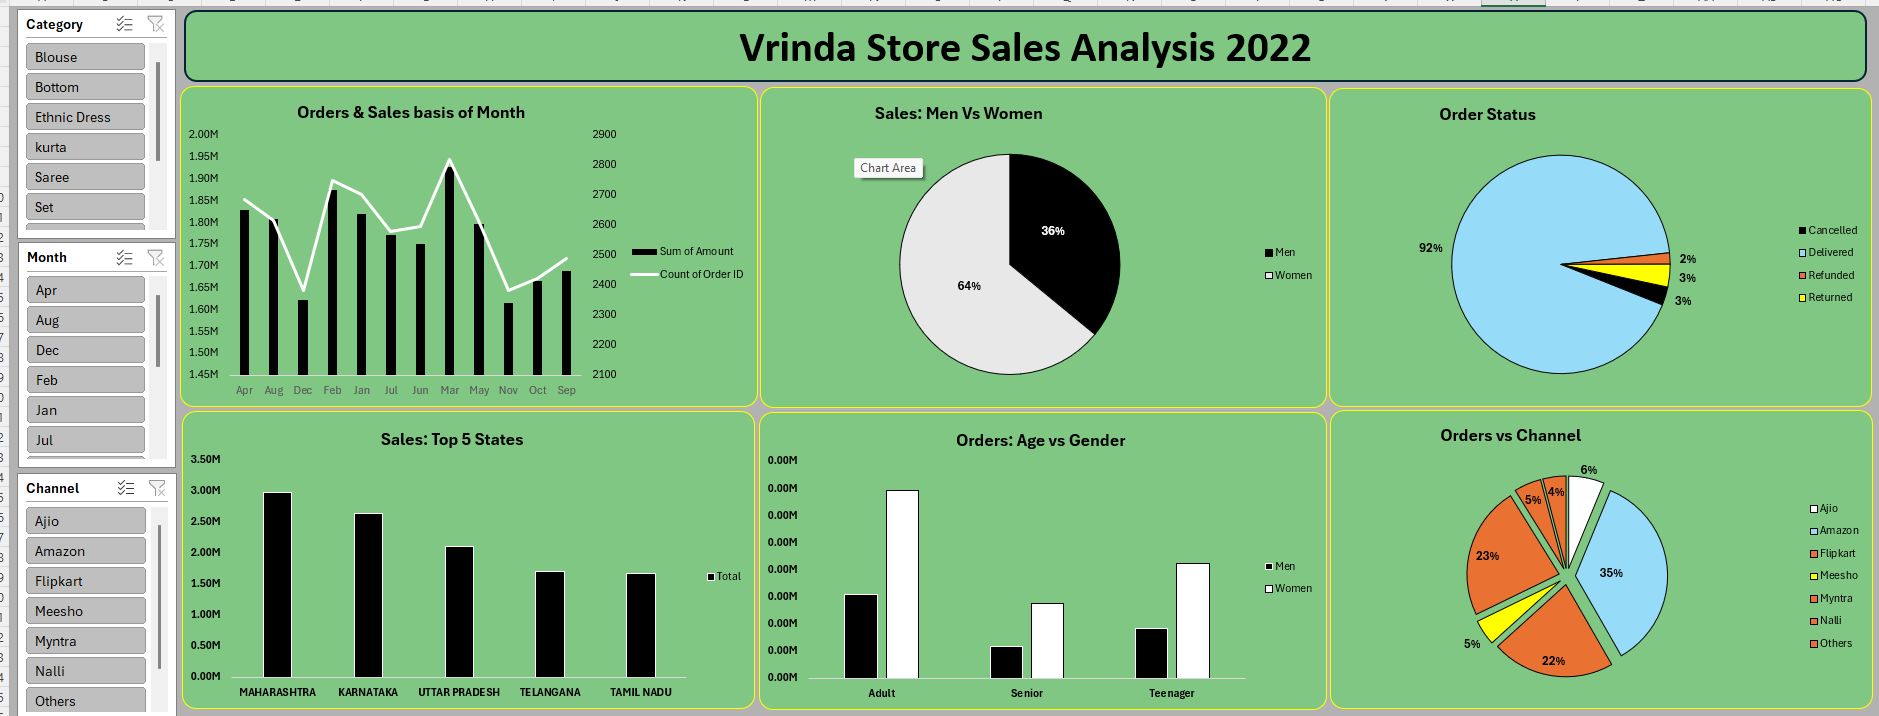 Vrinda Store Sales Analysis 2022
Category
Blouse
Bottom
Ethnic Dress
kurta
Saree
Set
Month
Apr
Aug
Dec
Feb
Jan
Jul
Channel
Ajio
Amazon
Flipkart
Meesho
Myntra
Nalli
Others
Orders & Sales basis of Month
2.00M
1.95M
1.90M
1.85M
1.80M
1.75M
1.70M
1.65M
1.60M
1.55M
1.50M
1.45M
2900
2800
2700
2600
2500
2400
2300
2200
2100
Apr Aug Dec Feb Jan Jul Jun Mar May Nov Oct Sep
Sum of Amount
Count of Order ID
Sales: Men Vs Women
Chart Area
36%
64%
Men
Women
Order Status
92%
2%
3%
3%
Cancelled
Delivered
Refunded
Returned
Sales: Top 5 States
3.50M
3.00M
2.50M
2.00M
1.50M
1.00M
0.50M
0.00M
MAHARASHTRA KARNATAKA UTTAR PRADESH TELANGANA TAMIL NADU
Total
Orders: Age vs Gender
0.00M
0.00M
0.00M
0.00M
0.00M
0.00M
0.00M
0.00M
0.00M
Adult Senior Teenager
Men
Women
Orders vs Channel
6%
5% 4%
23%
35%
5%
22%
Ajio
Amazon
Flipkart
Meesho
Myntra
Nalli
Others